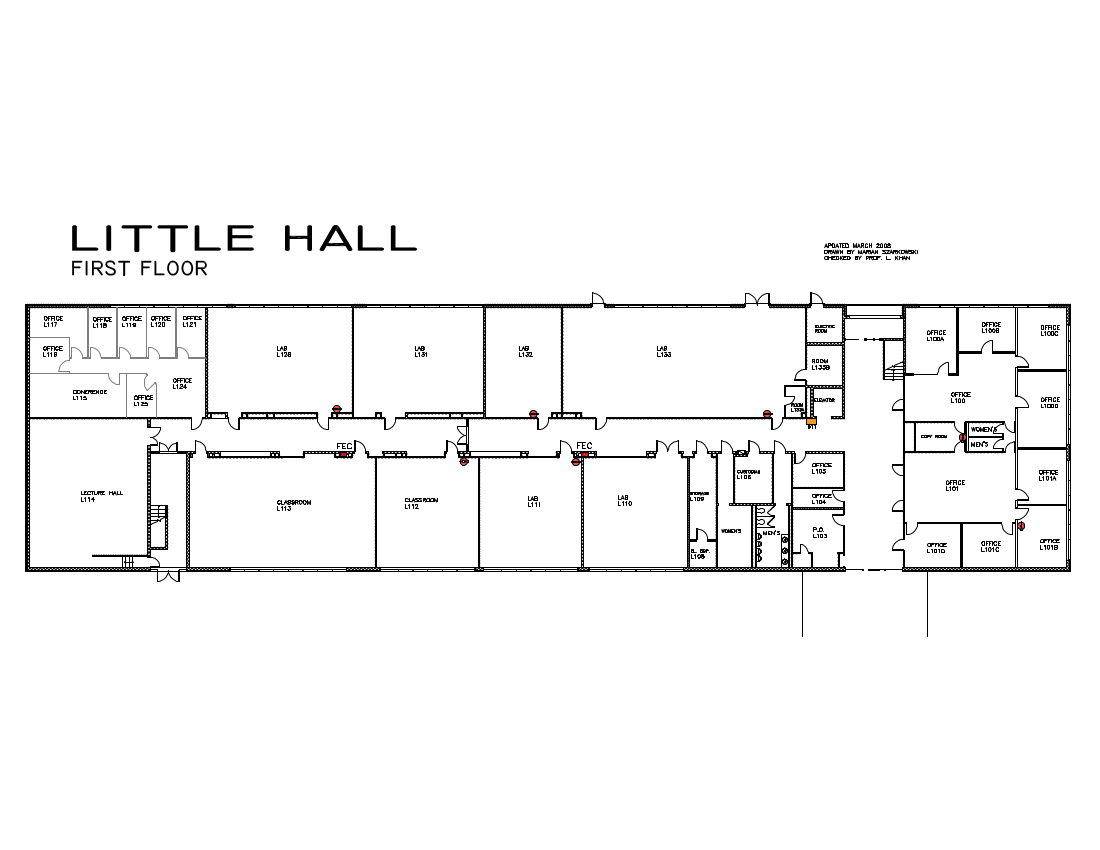 LITTLE HALL
FIRST FLOOR
APDATED MARCH 2008
DRAWN BY MARIAN SZARKOWSKI
CHECKED BY PROF. L. KHAN
OFFICE
L117
OFFICE
L118
OFFICE
L119
OFFICE
L120
OFFICE
L121
OFFICE
L116
CONFERENCE
L115
OFFICE
L125
OFFICE
L124
LAB
L128
LAB
L131
LAB
L132
LAB
L133
ELECTRIC
ROOM
ROOM
L133B
ROOM
ELEVATOR
911
OFFICE
L100A
OFFICE
L100B
OFFICE
L100C
OFFICE
L100
OFFICE
L100D
COPY ROOM
WOMEN'S
MEN'S
FEC
FEC
LECTURE HALL
L114
CLASSROOM
L113
CLASSROOM
L112
LAB
L111
LAB
L110
STORAGE
L109
EL. EQP.
L108
CUSTODIAN
L106
WOMEN'S
MEN'S
OFFICE
L105
OFFICE
L104
P.O.
L103
OFFICE
L101
OFFICE
L101A
OFFICE
L101D
OFFICE
L101C
OFFICE
L101B